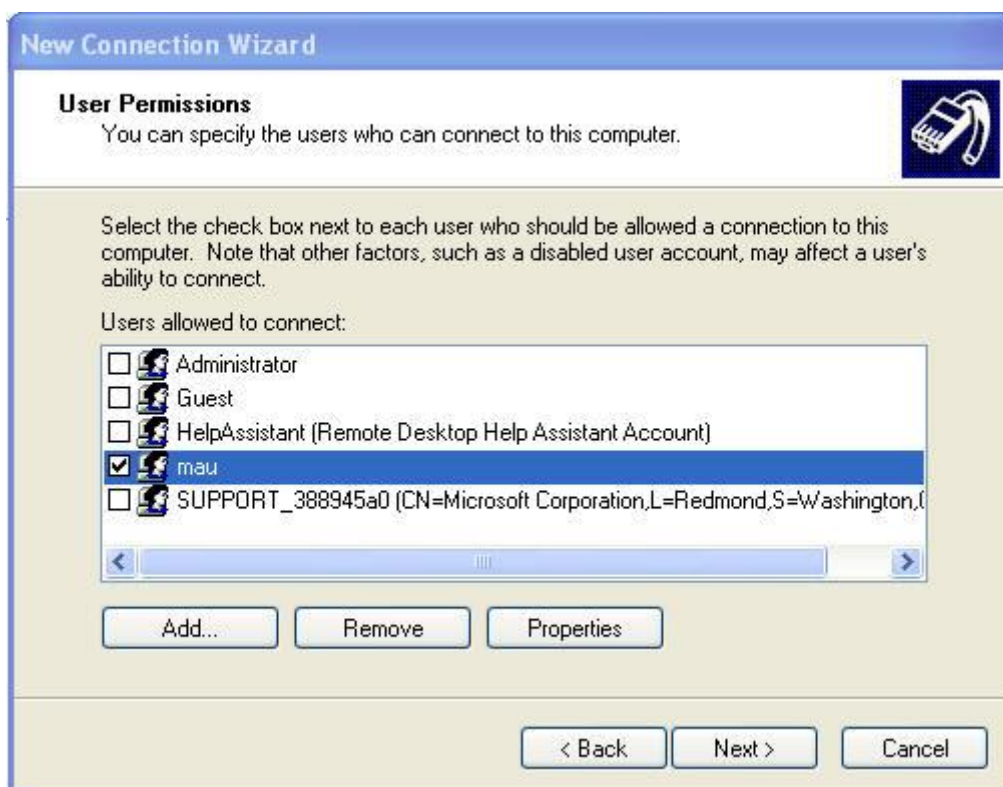 New Connection Wizard
User Permissions
You can specify the users who can connect to this computer.
Select the check box next to each user who should be allowed a connection to this
computer. Note that other factors, such as a disabled user account, may affect a user's
ability to connect.
Users allowed to connect:
Administrator
Guest
HelpAssistant (Remote Desktop Help Assistant Account)
mau
SUPPORT_388945a0 (CN=Microsoft Corporation,L=Redmond,S=Washington,(
Add... Remove Properties
< Back Next > Cancel